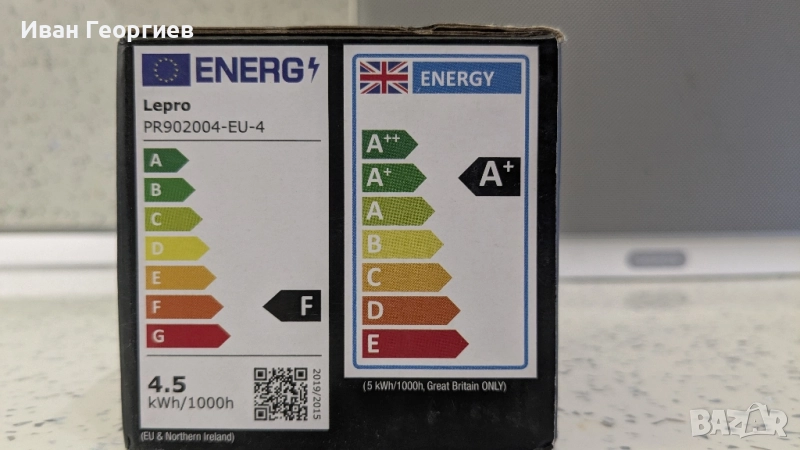 Иван Георгиев
ENERG
Lepro
PR902004-EU-4
A
B
C
D
E
F
G
F
4.5
kWh/1000h
2019/2015
(EU & Northern Ireland)
ENERGY
A++
A+
A
B
C
D
E
A+
(5 kWh/1000h, Great Britain ONLY)
BAZAR